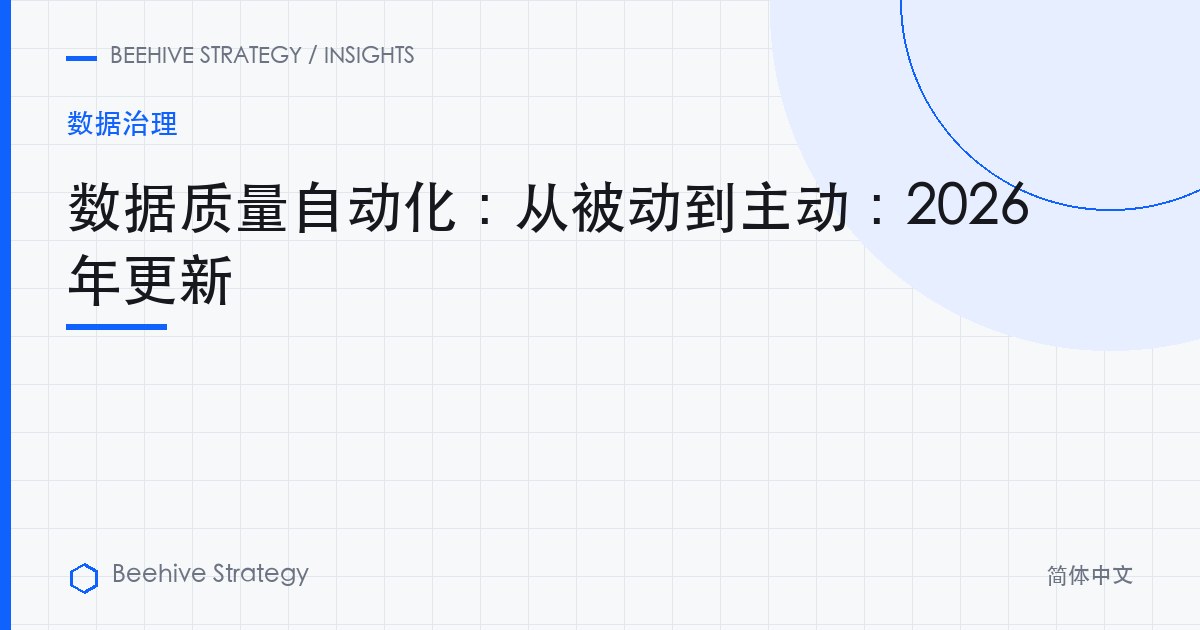 BEEHIVE STRATEGY / INSIGHTS
数据治理
数据质量自动化：从被动到主动：2026
年更新
Beehive Strategy
简体中文